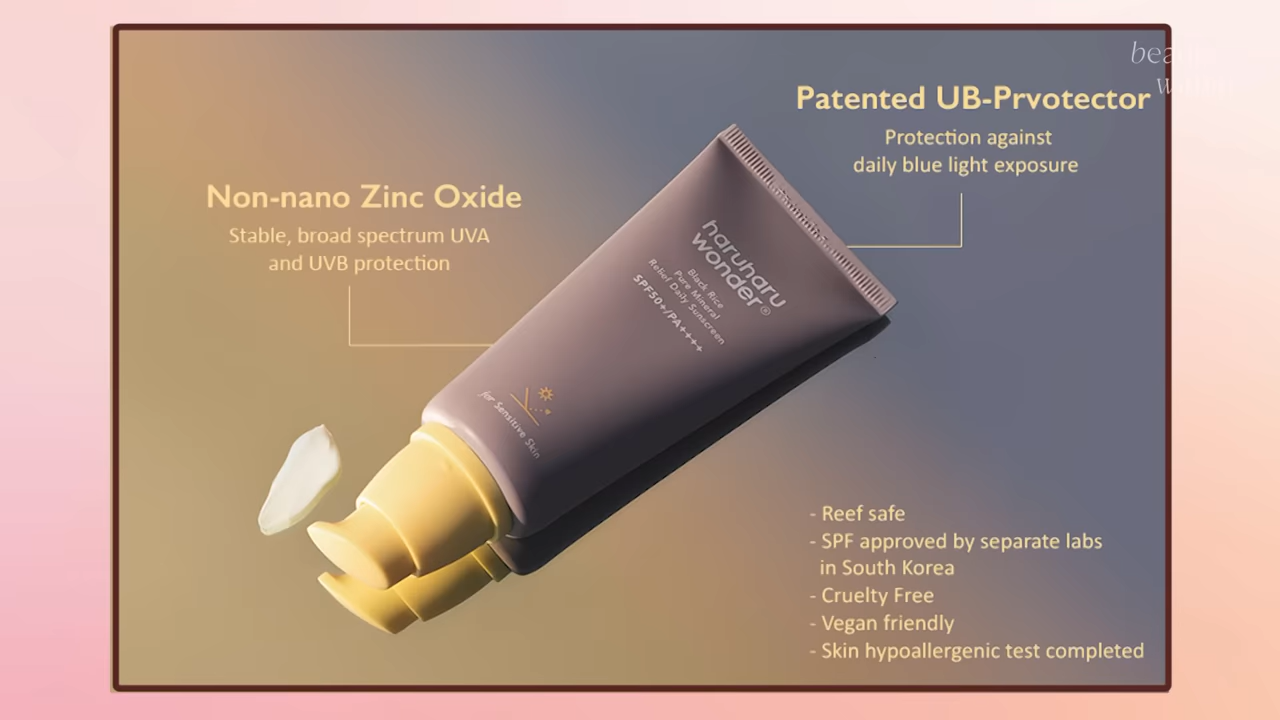 Patented UB-Prvotector
Protection against
daily blue light exposure
Non-nano Zinc Oxide
Stable, broad spectrum UVA
and UVB protection
haruharu
wonder®
Black Rice
Pure Mineral
Relief Daily Sunscreen
SPF50+/PA++++
for Sensitive Skin
- Reef safe
- SPF approved by separate labs
in South Korea
- Cruelty Free
- Vegan friendly
- Skin hypoallergenic test completed